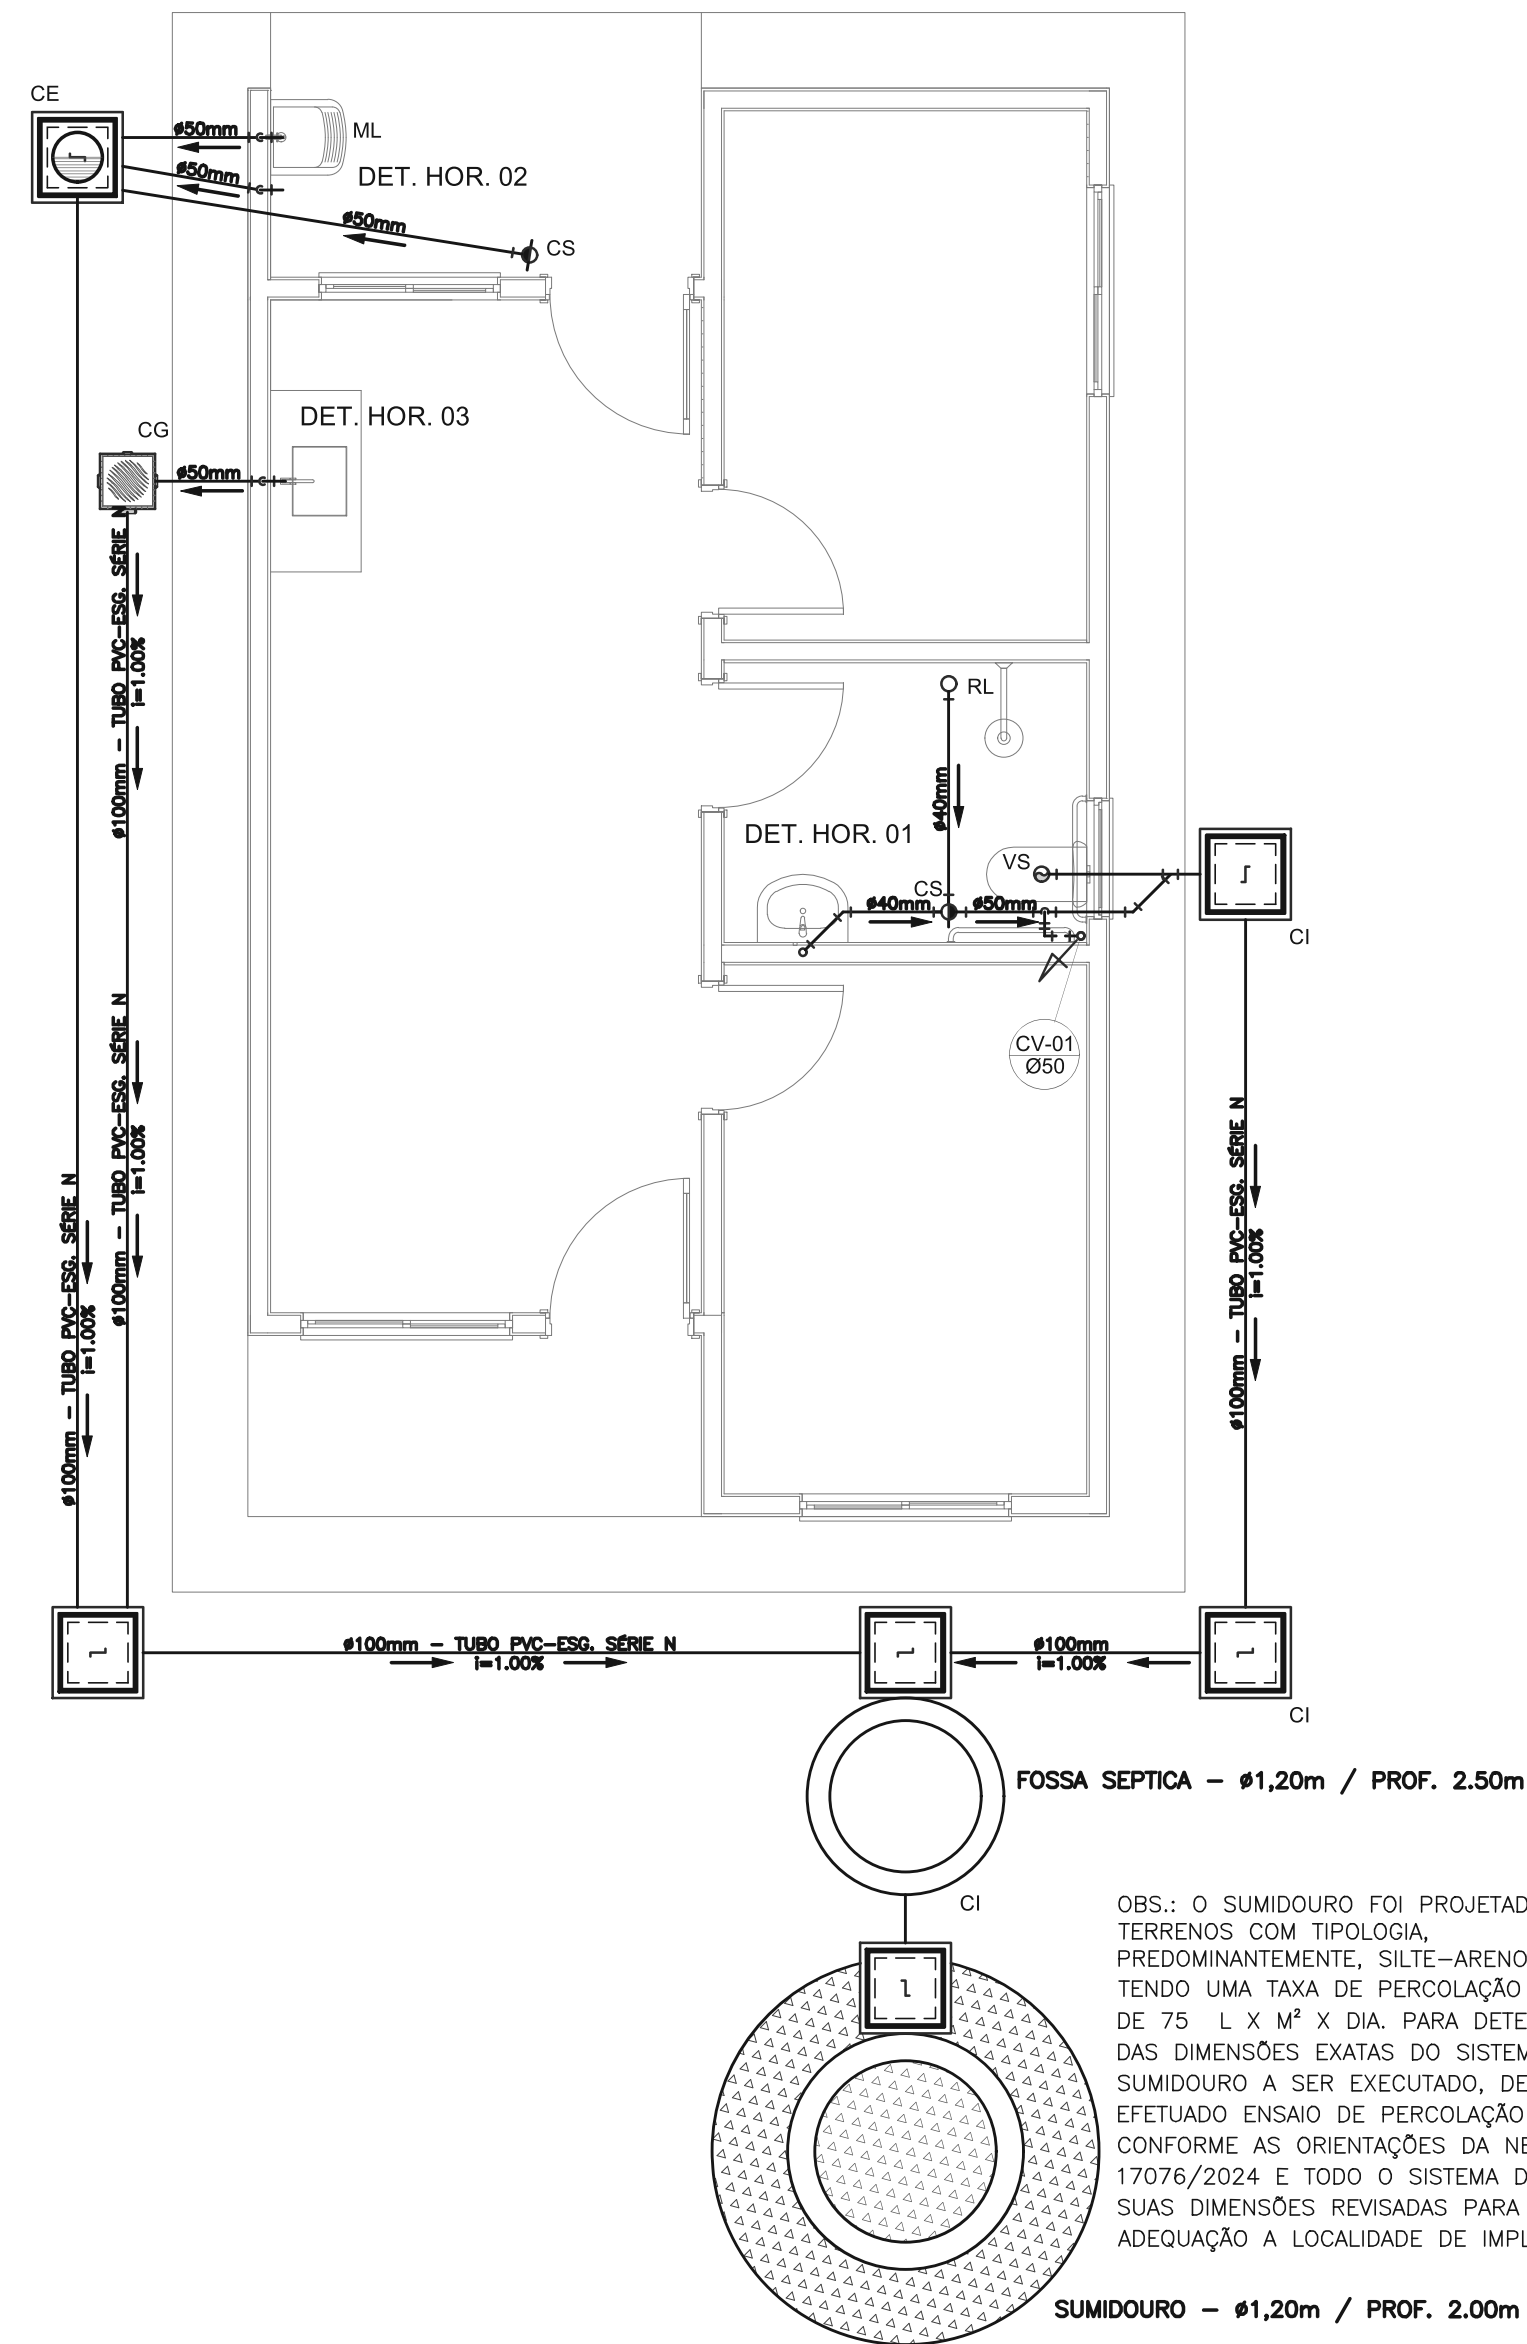 CE
ø50mm
ML
ø50mm
DET. HOR. 02
ø50mm
CS
DET. HOR. 03
CG
ø50mm
ø100mm – TUBO PVC–ESG. SÉRIE N
i=1.00%
RL
ø40mm
DET. HOR. 01
VS
CS
ø40mm
ø50mm
CI
CV-01
Ø50
ø100mm – TUBO PVC–ESG. SÉRIE N
i=1.00%
ø100mm – TUBO PVC–ESG. SÉRIE N
i=1.00%
ø100mm – TUBO PVC–ESG. SÉRIE N
i=1.00%
ø100mm – TUBO PVC–ESG. SÉRIE N
i=1.00%
ø100mm
i=1.00%
CI
FOSSA SEPTICA – ø1,20m / PROF. 2.50m
CI
OBS.: O SUMIDOURO FOI PROJETAD
TERRENOS COM TIPOLOGIA,
PREDOMINANTEMENTE, SILTE–ARENO
TENDO UMA TAXA DE PERCOLAÇÃO
DE 75 L X M² X DIA. PARA DETE
DAS DIMENSÕES EXATAS DO SISTEM
SUMIDOURO A SER EXECUTADO, DE
EFETUADO ENSAIO DE PERCOLAÇÃO
CONFORME AS ORIENTAÇÕES DA
17076/2024 E TODO O SISTEMA D
SUAS DIMENSÕES REVISADAS PARA
ADEQUAÇÃO A LOCALIDADE DE IMPL
SUMIDOURO – ø1,20m / PROF. 2.00m